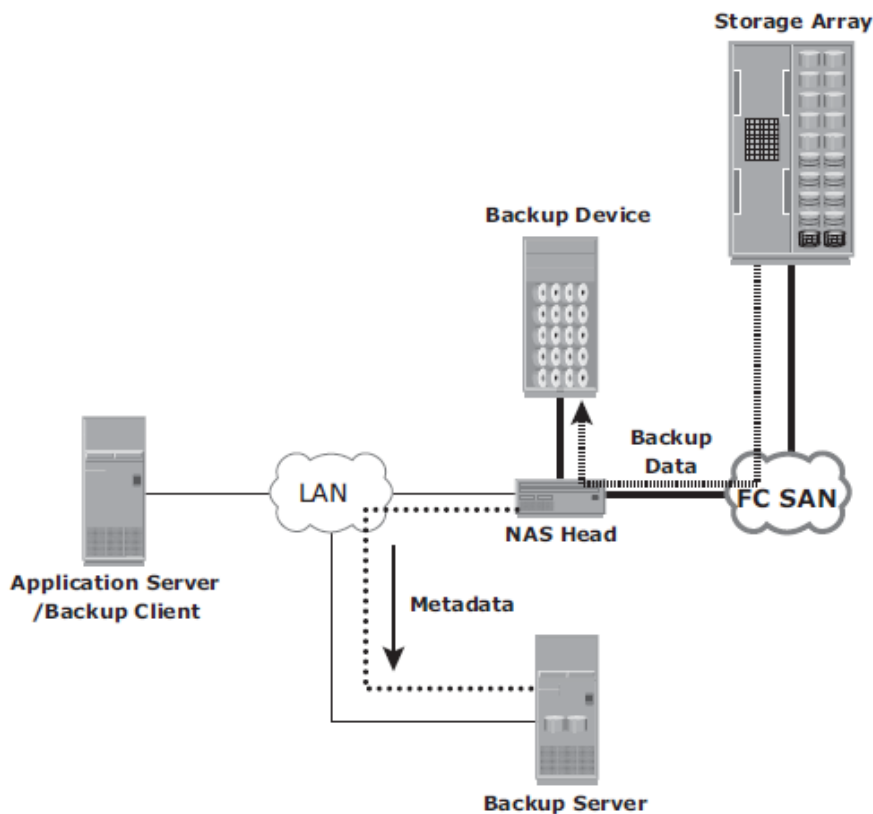 Storage Array
Backup Device
Backup
Data
LAN
FC SAN
NAS Head
Application Server
/Backup Client
Metadata
Backup Server